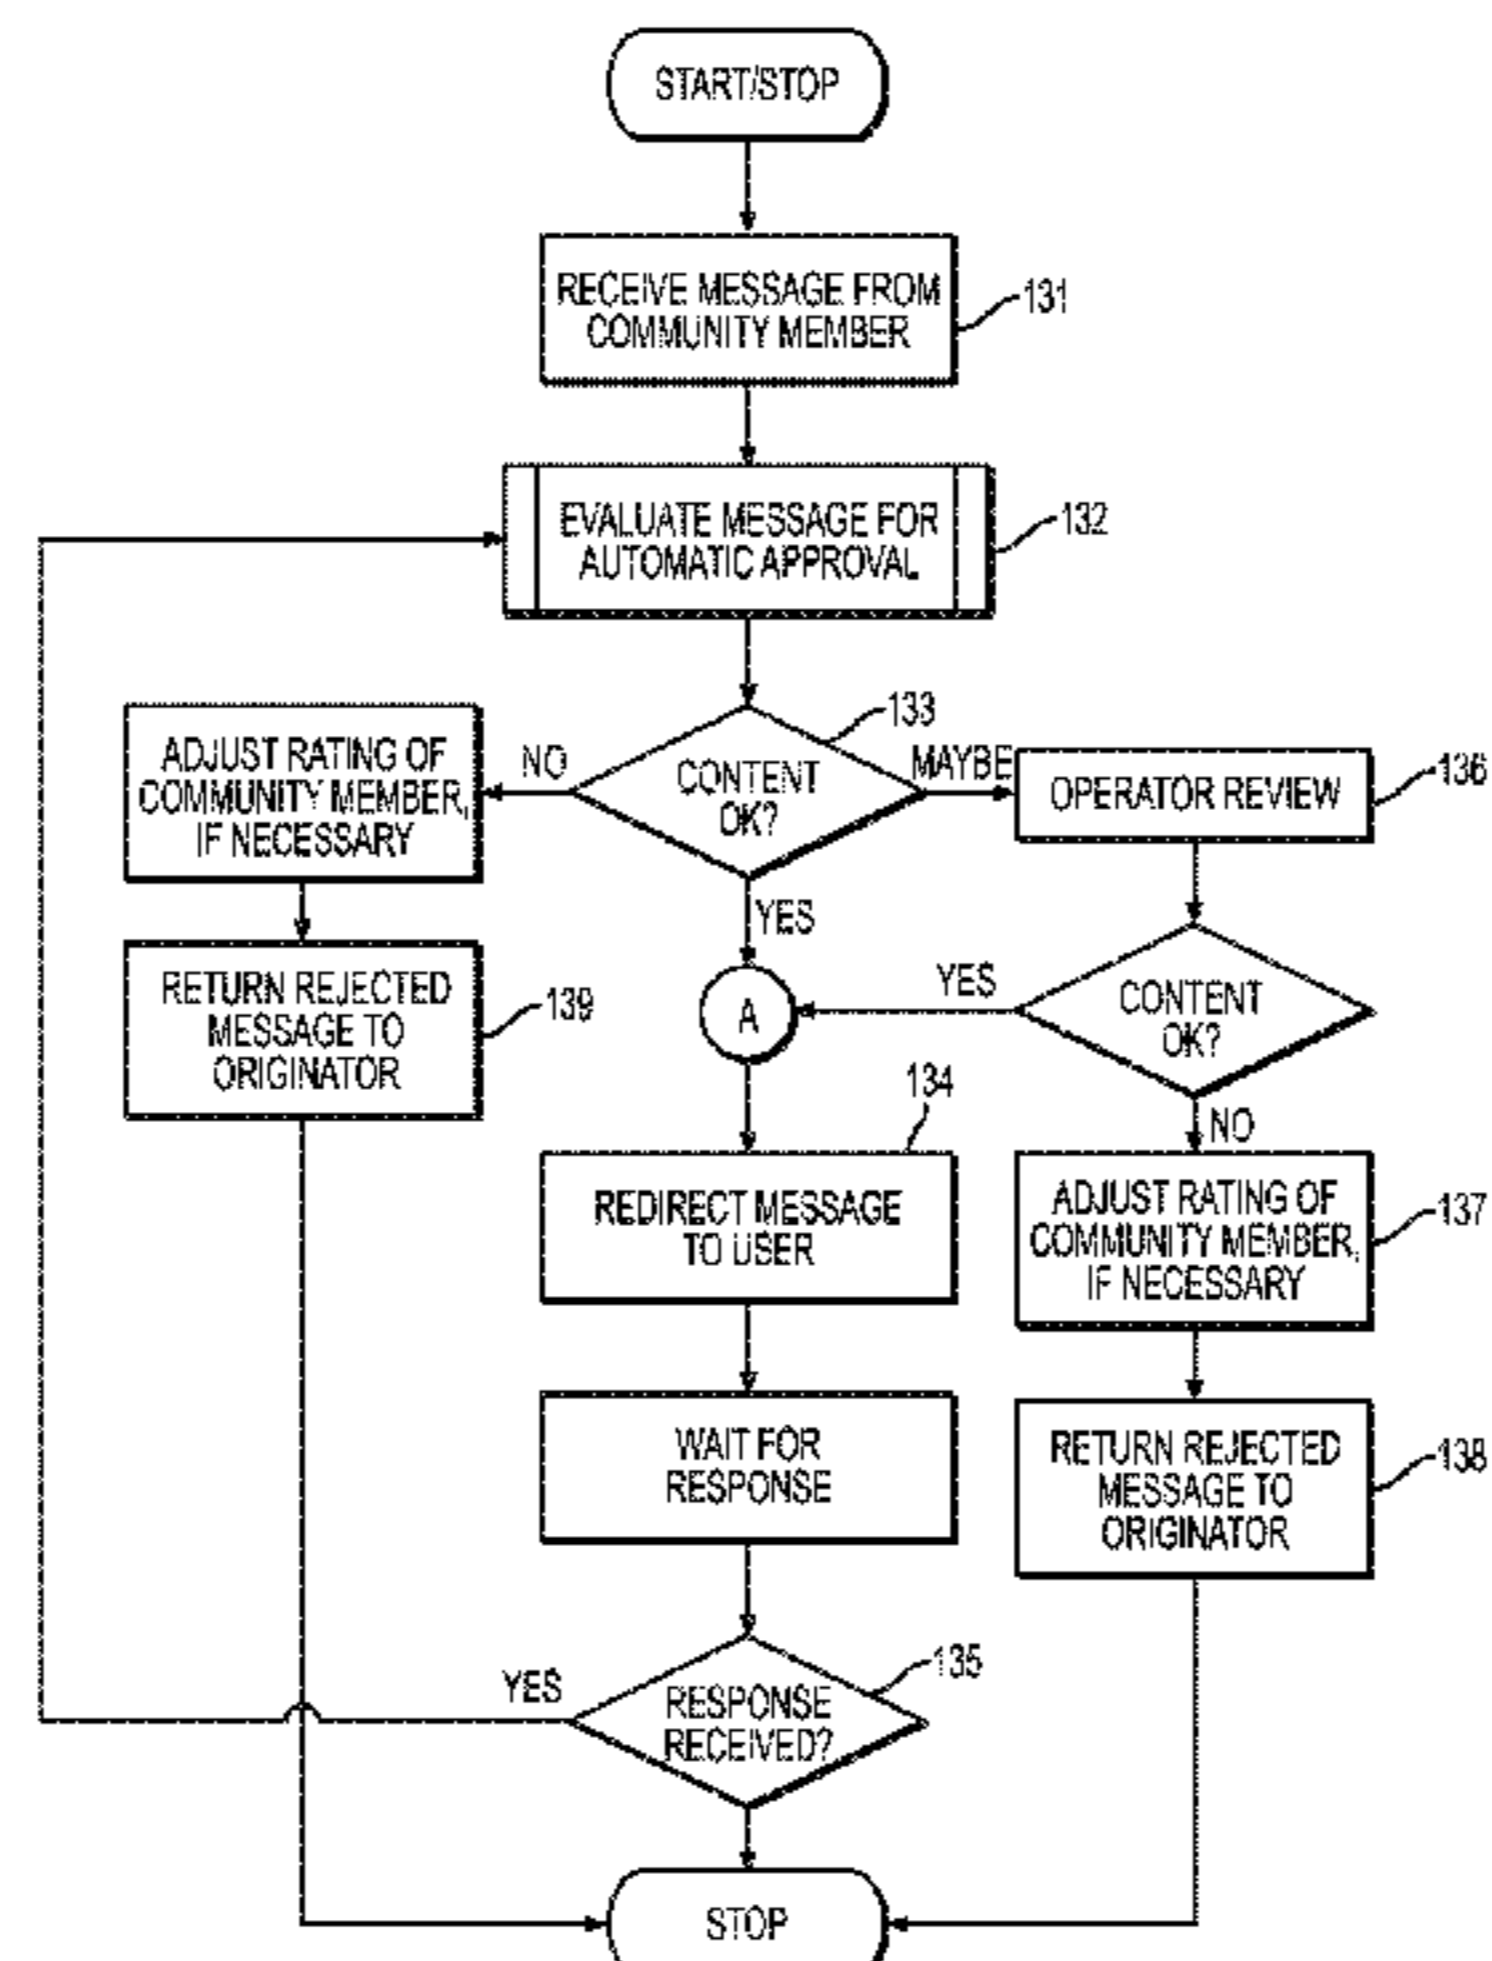 START/STOP
RECEIVE MESSAGE FROM
COMMUNITY MEMBER
131
EVALUATE MESSAGE FOR
AUTOMATIC APPROVAL
132
133
CONTENT
OK?
NO
MAYBE
YES
ADJUST RATING OF
COMMUNITY MEMBER,
IF NECESSARY
RETURN REJECTED
MESSAGE TO
ORIGINATOR
139
OPERATOR REVIEW
136
CONTENT
OK?
YES
NO
A
134
REDIRECT MESSAGE
TO USER
ADJUST RATING OF
COMMUNITY MEMBER,
IF NECESSARY
137
WAIT FOR
RESPONSE
RETURN REJECTED
MESSAGE TO
ORIGINATOR
138
135
RESPONSE
RECEIVED?
YES
STOP